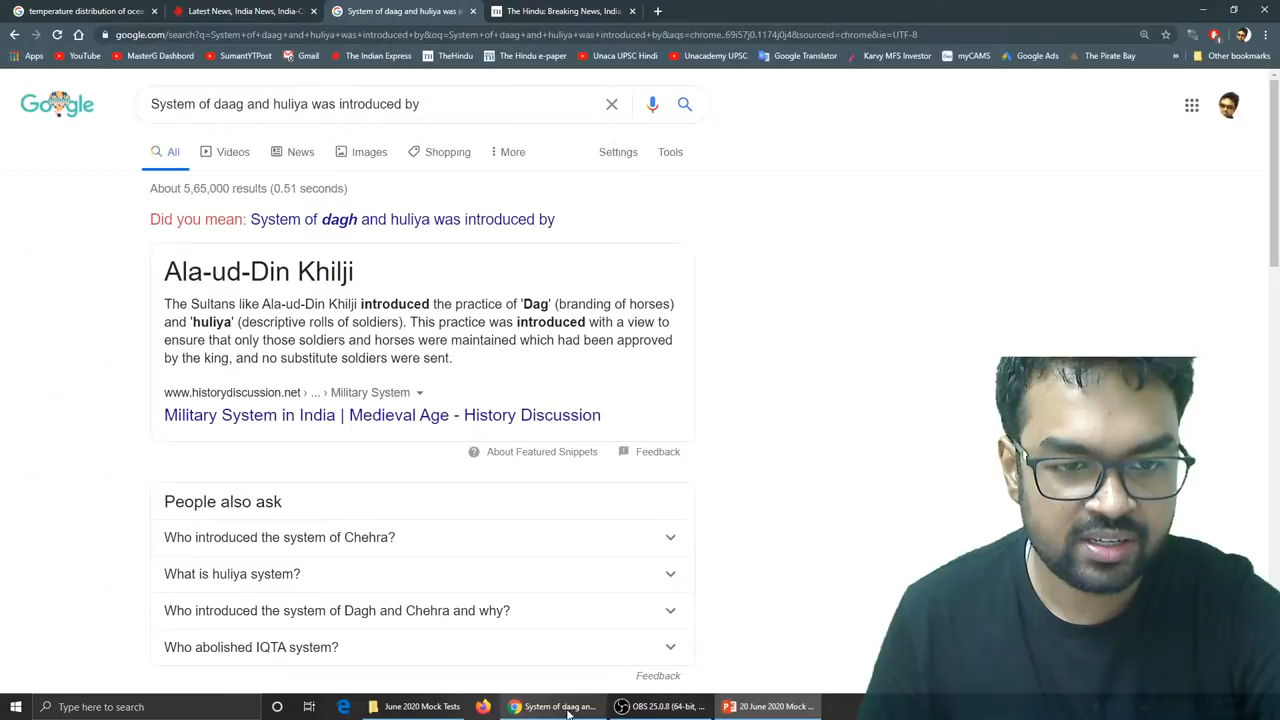 temperature distribution of ocea
Latest News, India News, India-C
System of daag and huliya was in
The Hindu: Breaking News, India
google.com/search?q=System+of+daag+and+huliya+was+introduced+by&oq=System+of+daag+and+huliya+was+introduced+by&aqs=chrome..69i57j0.1174j0j4&sourceid=chrome&ie=UTF-8
Apps YouTube MasterG Dashbord SumantYTPost Gmail The Indian Express TheHindu The Hindu e-paper Unaca UPSC Hindi Unacademy UPSC Google Translator Karvy MFS Investor myCAMS Google Ads The Pirate Bay » Other bookmarks
Google
System of daag and huliya was introduced by
All Videos News Images Shopping More Settings Tools
About 5,65,000 results (0.51 seconds)
Did you mean: System of dagh and huliya was introduced by
Ala-ud-Din Khilji
The Sultans like Ala-ud-Din Khilji introduced the practice of 'Dag' (branding of horses)
and 'huliya' (descriptive rolls of soldiers). This practice was introduced with a view to
ensure that only those soldiers and horses were maintained which had been approved
by the king, and no substitute soldiers were sent.
www.historydiscussion.net › ... › Military System
Military System in India | Medieval Age - History Discussion
About Featured Snippets Feedback
People also ask
Who introduced the system of Chehra?
What is huliya system?
Who introduced the system of Dagh and Chehra and why?
Who abolished IQTA system?
Feedback
Type here to search
June 2020 Mock Tests
System of daag an...
OBS 25.0.8 (64-bit, ...
20 June 2020 Mock ...